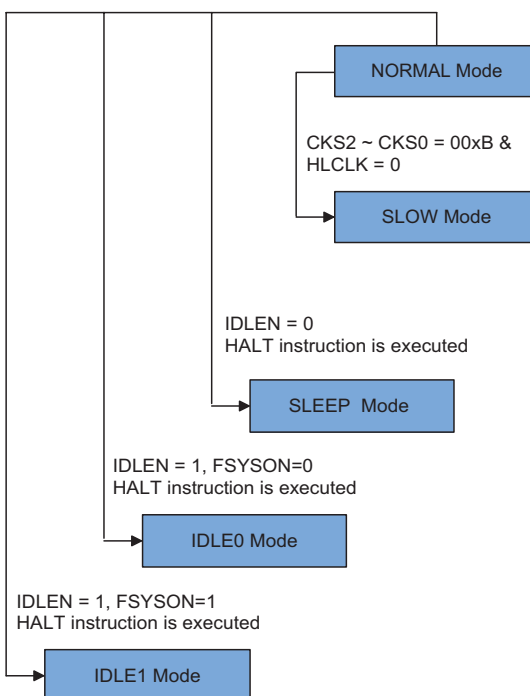 NORMAL Mode
CKS2 ~ CKS0 = 00xB &
HLCLK = 0
SLOW Mode
IDLEN = 0
HALT instruction is executed
SLEEP Mode
IDLEN = 1, FSYSON=0
HALT instruction is executed
IDLE0 Mode
IDLEN = 1, FSYSON=1
HALT instruction is executed
IDLE1 Mode